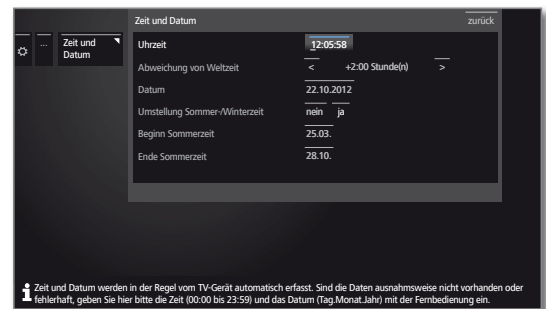 Zeit und Datum
zurück
...
Zeit und
Datum
Uhrzeit 12:05:58
Abweichung von Weltzeit < +2:00 Stunde(n) >
Datum 22.10.2012
Umstellung Sommer-/Winterzeit nein ja
Beginn Sommerzeit 25.03.
Ende Sommerzeit 28.10.
Zeit und Datum werden in der Regel vom TV-Gerät automatisch erfasst. Sind die Daten ausnahmsweise nicht vorhanden oder
fehlerhaft, geben Sie hier bitte die Zeit (00:00 bis 23:59) und das Datum (Tag.Monat.Jahr) mit der Fernbedienung ein.